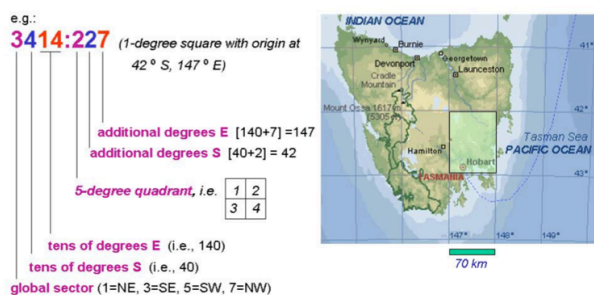 e.g.:
3414:227
(1-degree square with origin at
42 º S, 147 º E)
additional degrees E [140+7] =147
additional degrees S [40+2] = 42
5-degree quadrant, i.e.
1 2
3 4
tens of degrees E (i.e., 140)
tens of degrees S (i.e., 40)
global sector (1=NE, 3=SE, 5=SW, 7=NW)
INDIAN OCEAN
Wynyard
Burnie
41°
Devonport
Georgetown
Launceston
Cradle
Mountain
Mount Ossa 1617m
(5305ft)
42°
Tasman Sea
PACIFIC OCEAN
Hamilton
Hobart
TASMANIA
43°
147°
148°
149°
70 km